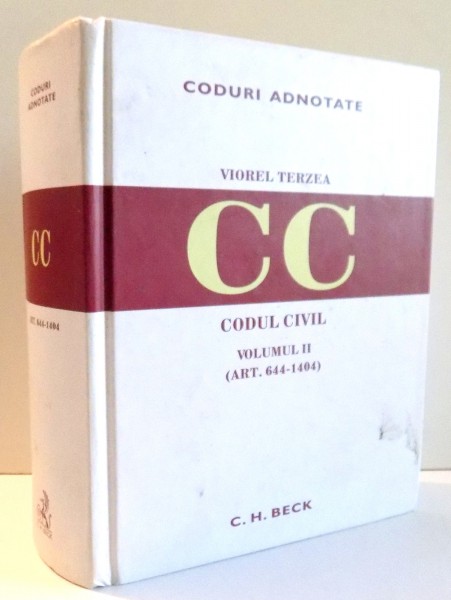 CODURI
ADNOTATE
CC
ART. 644-1404
CODURI ADNOTATE
VIOREL TERZEA
CC
CODUL CIVIL
VOLUMUL II
(ART. 644-1404)
C. H. BECK